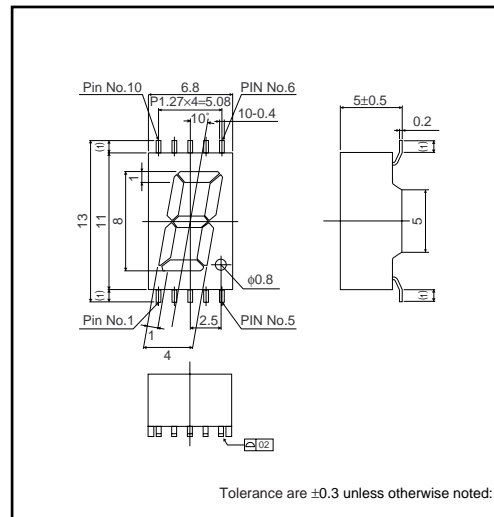 Pin No.10
6.8
PIN No.6
P1.27×4=5.08
10°
10-0.4
5±0.5
0.2
(1)
(1)
1
13
11
8
5
φ0.8
(1)
(1)
Pin No.1
1
2.5
PIN No.5
4
⌓ 02
Tolerance are ±0.3 unless otherwise noted: